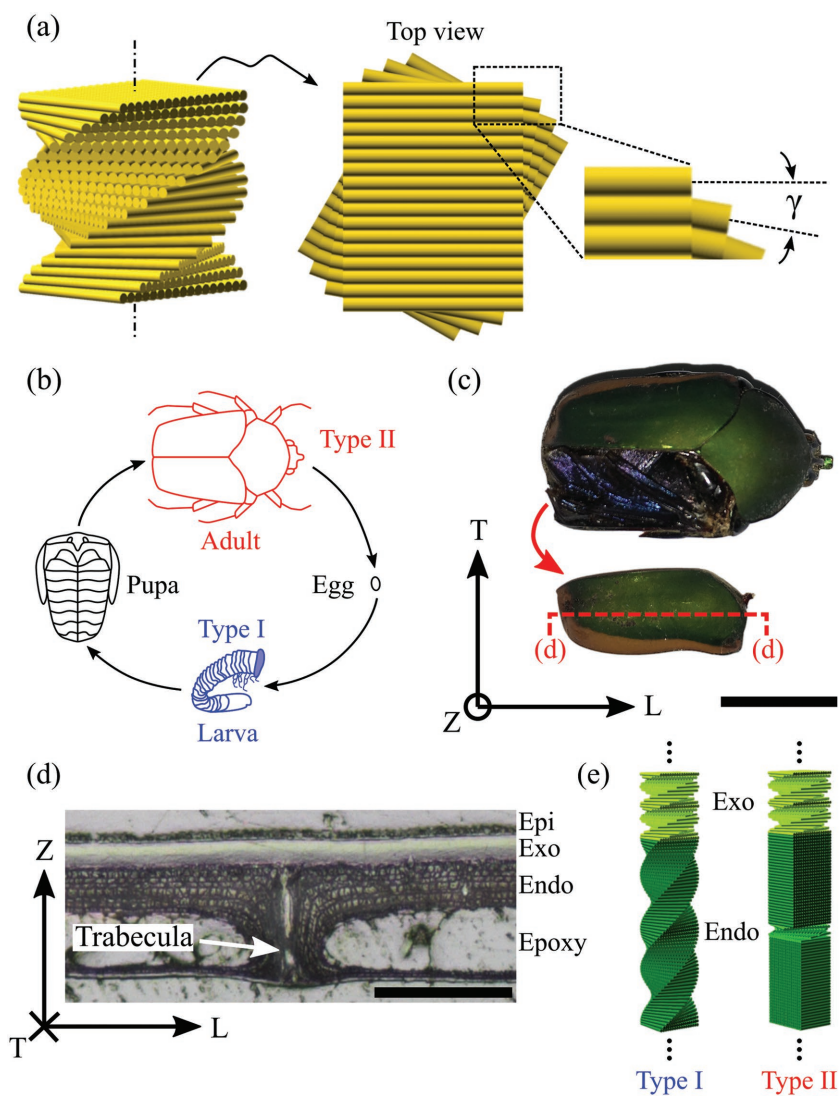 (a)
Top view
γ
(b)
Type II
Adult
Pupa
Egg
Type I
Larva
(c)
T
(d)
(d)
Z
L
(d)
Z
Epi
Exo
Endo
Trabecula
Epoxy
T
L
(e)
Exo
Endo
Type I
Type II